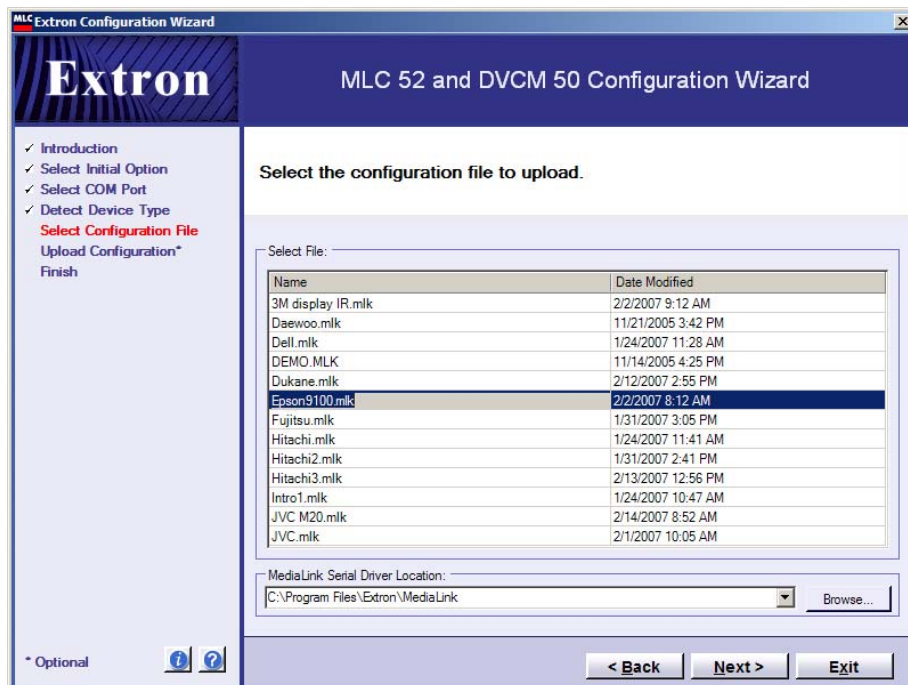 MLC Extron Configuration Wizard
Extron
MLC 52 and DVCM 50 Configuration Wizard
✓ Introduction
✓ Select Initial Option
✓ Select COM Port
✓ Detect Device Type
Select Configuration File
Upload Configuration*
Finish
* Optional
Select the configuration file to upload.
Select File:
Name Date Modified
3M display IR.mlk 2/2/2007 9:12 AM
Daewoo.mlk 11/21/2005 3:42 PM
Dell.mlk 1/24/2007 11:28 AM
DEMO.MLK 11/14/2005 4:25 PM
Dukane.mlk 2/12/2007 2:55 PM
Epson9100.mlk 2/2/2007 8:12 AM
Fujitsu.mlk 1/31/2007 3:05 PM
Hitachi.mlk 1/24/2007 11:41 AM
Hitachi2.mlk 1/31/2007 2:41 PM
Hitachi3.mlk 2/13/2007 12:56 PM
Intro1.mlk 1/24/2007 10:47 AM
JVC M20.mlk 2/14/2007 8:52 AM
JVC.mlk 2/1/2007 10:05 AM
MediaLink Serial Driver Location:
C:\Program Files\Extron\MediaLink
Browse...
< Back Next > Exit